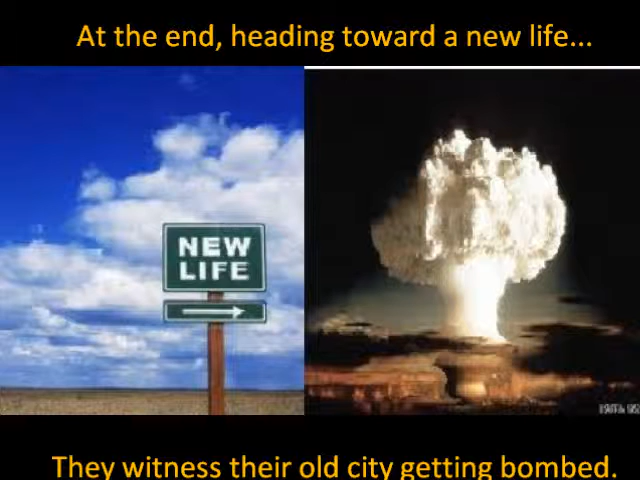 At the end, heading toward a new life...
NEW
LIFE
They witness their old city getting bombed.